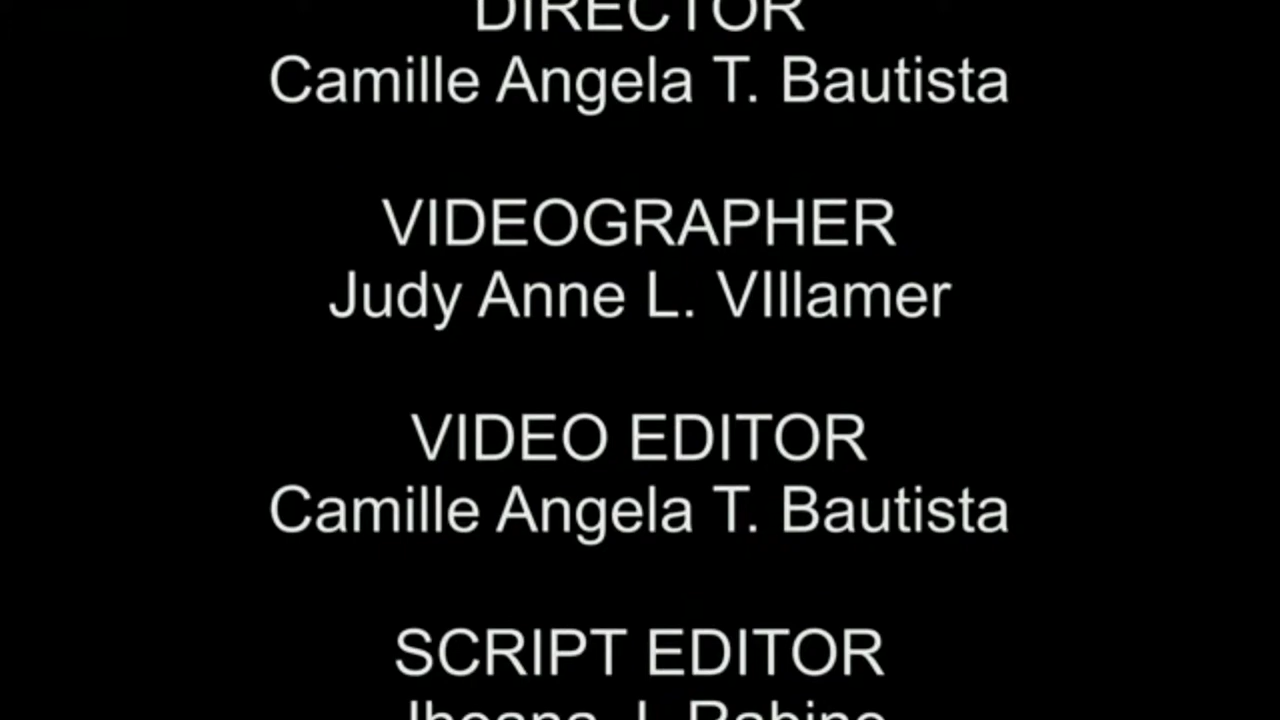 DIRECTOR
Camille Angela T. Bautista
VIDEOGRAPHER
Judy Anne L. VIllamer
VIDEO EDITOR
Camille Angela T. Bautista
SCRIPT EDITOR